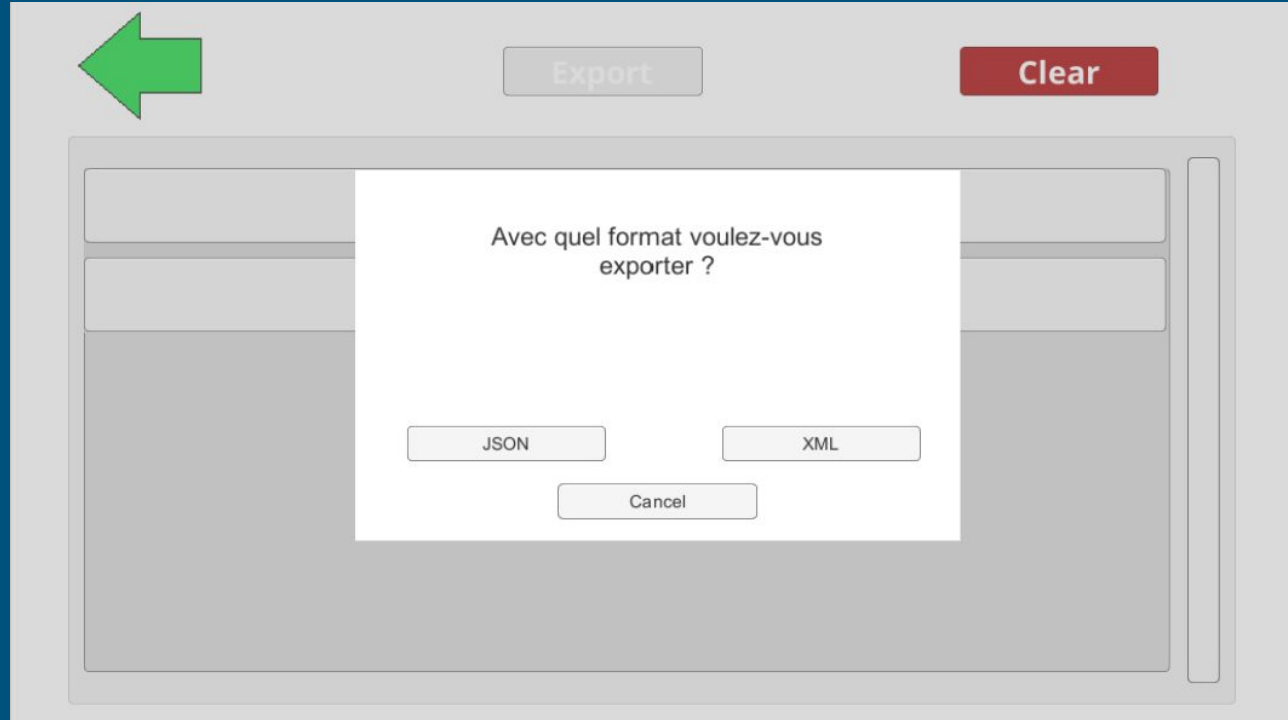 Export
Clear
Avec quel format voulez-vous
exporter ?
JSON
XML
Cancel